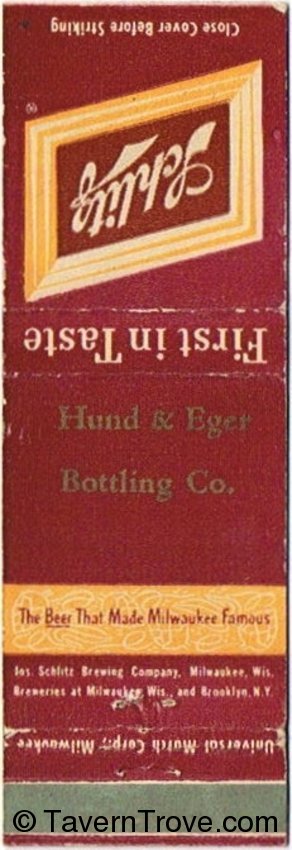 Close Cover Before Striking
®
Schlitz
First in Taste
Hund & Eger
Bottling Co.
The Beer That Made Milwaukee Famous
Jos. Schlitz Brewing Company, Milwaukee, Wis.
Breweries at Milwaukee, Wis., and Brooklyn, N.Y.
Universal Match Corp., Milwaukee
© TavernTrove.com